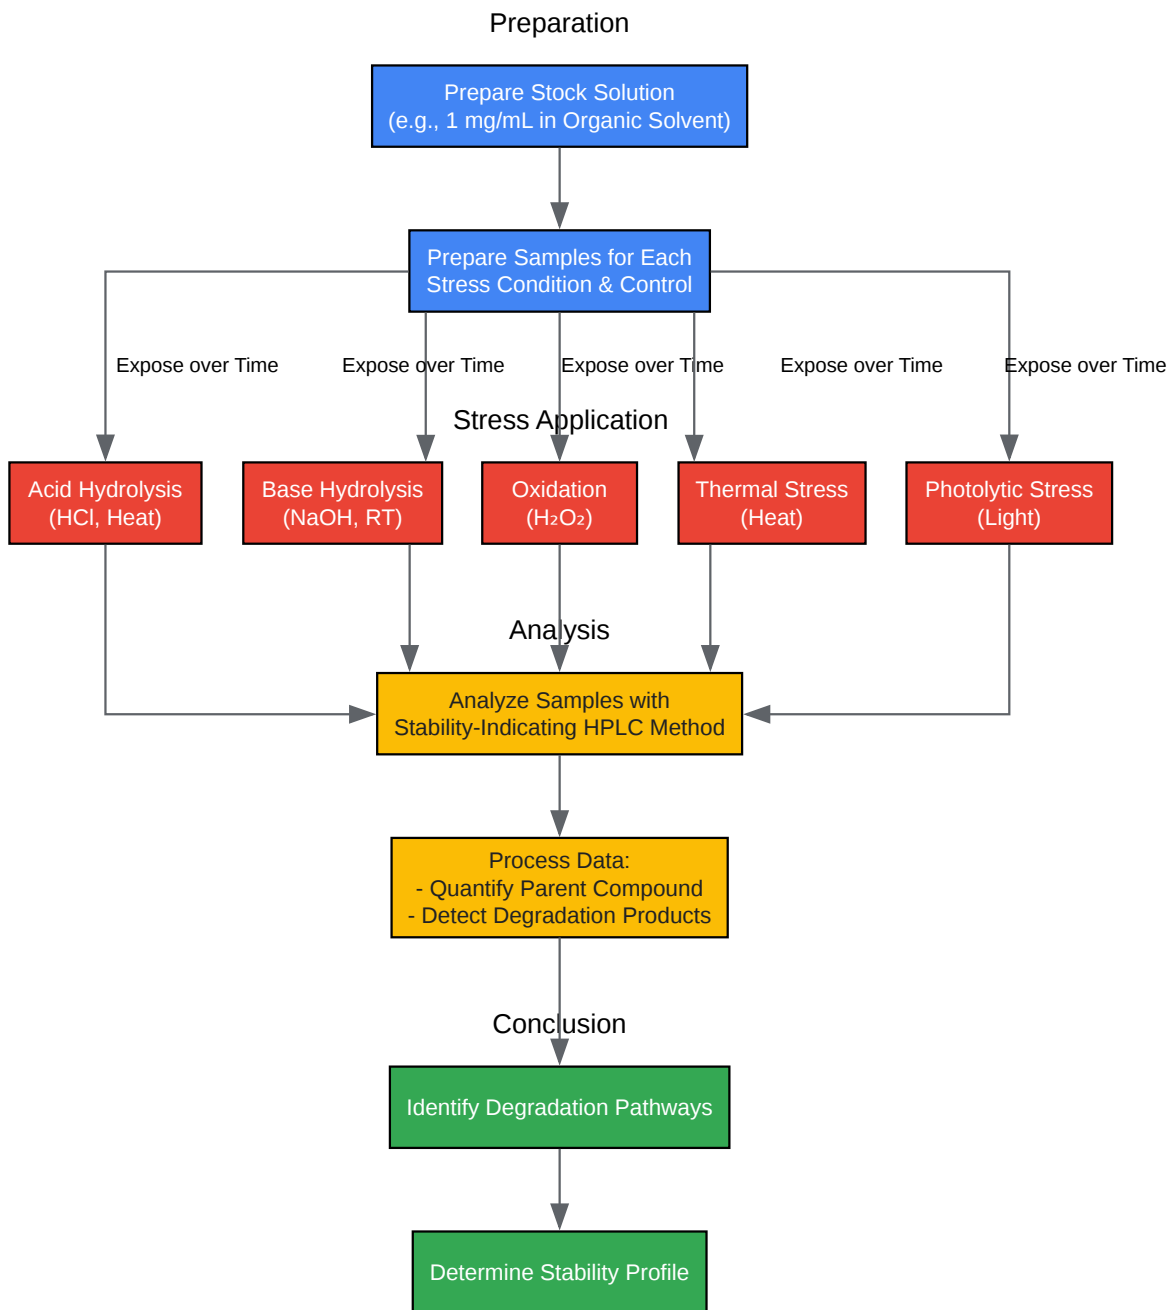 Preparation
Prepare Stock Solution
(e.g., 1 mg/mL in Organic Solvent)
Prepare Samples for Each
Stress Condition & Control
Expose over Time
Expose over Time
Expose over Time
Expose over Time
Expose over Time
Stress Application
Acid Hydrolysis
(HCl, Heat)
Base Hydrolysis
(NaOH, RT)
Oxidation
(H₂O₂)
Thermal Stress
(Heat)
Photolytic Stress
(Light)
Analysis
Analyze Samples with
Stability-Indicating HPLC Method
Process Data:
- Quantify Parent Compound
- Detect Degradation Products
Conclusion
Identify Degradation Pathways
Determine Stability Profile